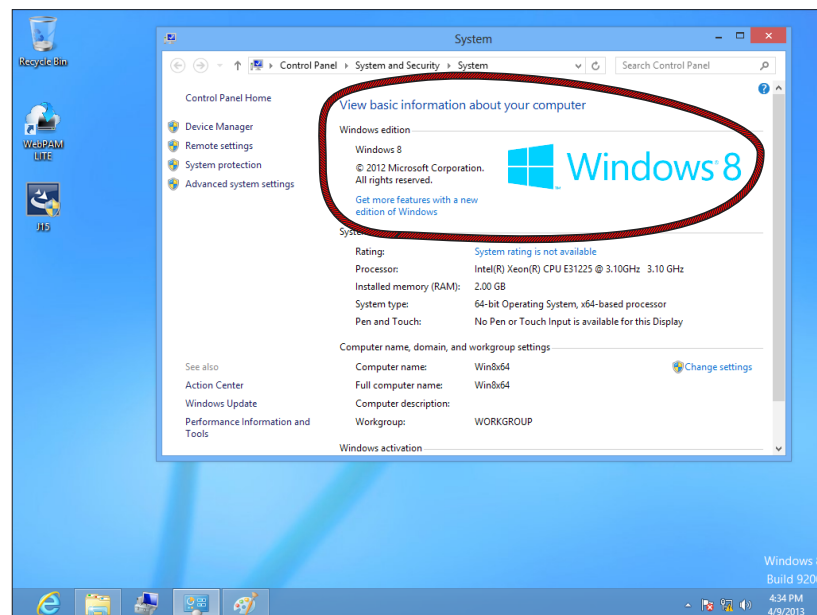 Recycle Bin
WebPAM
LITE
J15
System
Control Panel System and Security System
Search Control Panel
Control Panel Home
Device Manager
Remote settings
System protection
Advanced system settings
View basic information about your computer
Windows edition
Windows 8
© 2012 Microsoft Corporation.
All rights reserved.
Get more features with a new
edition of Windows
Windows 8
System
Rating: System rating is not available
Processor: Intel(R) Xeon(R) CPU E31225 @ 3.10GHz 3.10 GHz
Installed memory (RAM): 2.00 GB
System type: 64-bit Operating System, x64-based processor
Pen and Touch: No Pen or Touch Input is available for this Display
Computer name, domain, and workgroup settings
Computer name: Win8x64
Change settings
Full computer name: Win8x64
Computer description:
Workgroup: WORKGROUP
Windows activation
See also
Action Center
Windows Update
Performance Information and
Tools
Windows
Build 920
4:34 PM
4/9/2013